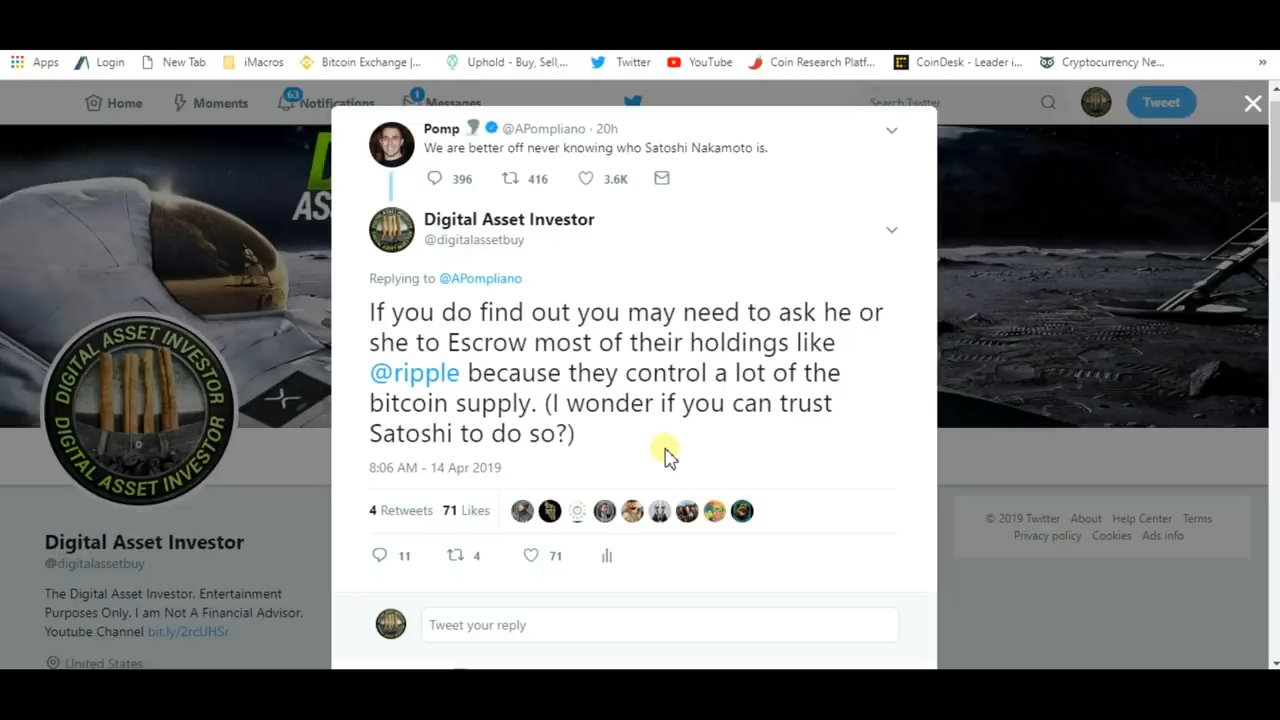 Apps Login New Tab iMacros Bitcoin Exchange |... Uphold - Buy, Sell,... Twitter YouTube Coin Research Platf... CoinDesk - Leader i... Cryptocurrency Ne... »
Home Moments 63 Notifications 1 Messages Search Twitter Tweet
Pomp @APompliano · 20h
We are better off never knowing who Satoshi Nakamoto is.
396 416 3.6K
Digital Asset Investor
@digitalassetbuy
Replying to @APompliano
If you do find out you may need to ask he or
she to Escrow most of their holdings like
@ripple because they control a lot of the
bitcoin supply. (I wonder if you can trust
Satoshi to do so?)
8:06 AM - 14 Apr 2019
4 Retweets 71 Likes
11 4 71
Tweet your reply
D
AS
DIGITAL ASSET INVESTOR
DIGITAL ASSET INVESTOR
Digital Asset Investor
@digitalassetbuy
The Digital Asset Investor. Entertainment
Purposes Only. I am Not A Financial Advisor.
Youtube Channel bit.ly/2rcUHSr
United States
© 2019 Twitter About Help Center Terms
Privacy policy Cookies Ads info